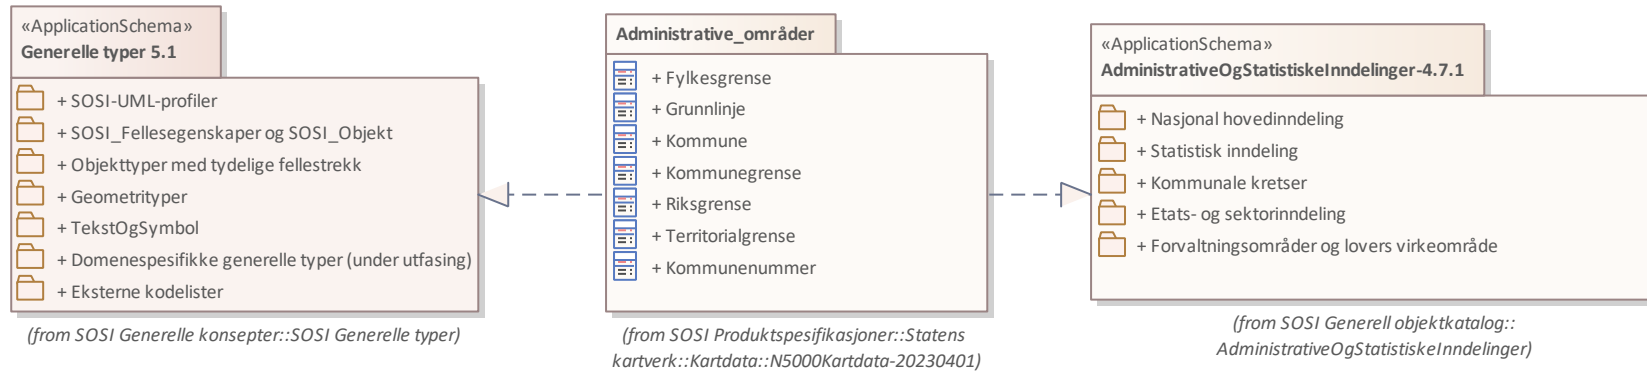 «ApplicationSchema»
Generelle typer 5.1
+ SOSI-UML-profiler
+ SOSI_Fellesegenskaper og SOSI_Objekt
+ Objekttyper med tydelige fellestrekk
+ Geometrityper
+ TekstOgSymbol
+ Domenespesifikke generelle typer (under utfasing)
+ Eksterne kodelister
(from SOSI Generelle konsepter::SOSI Generelle typer)
Administrative_områder
+ Fylkesgrense
+ Grunnlinje
+ Kommune
+ Kommunegrense
+ Riksgrense
+ Territorialgrense
+ Kommunenummer
(from SOSI Produktspesifikasjoner::Statens
kartverk::Kartdata::N5000Kartdata-20230401)
«ApplicationSchema»
AdministrativeOgStatistiskeInndelinger-4.7.1
+ Nasjonal hovedinndeling
+ Statistisk inndeling
+ Kommunale kretser
+ Etats- og sektorinndeling
+ Forvaltningsområder og lovers virkeområde
(from SOSI Generell objektkatalog::
AdministrativeOgStatistiskeInndelinger)